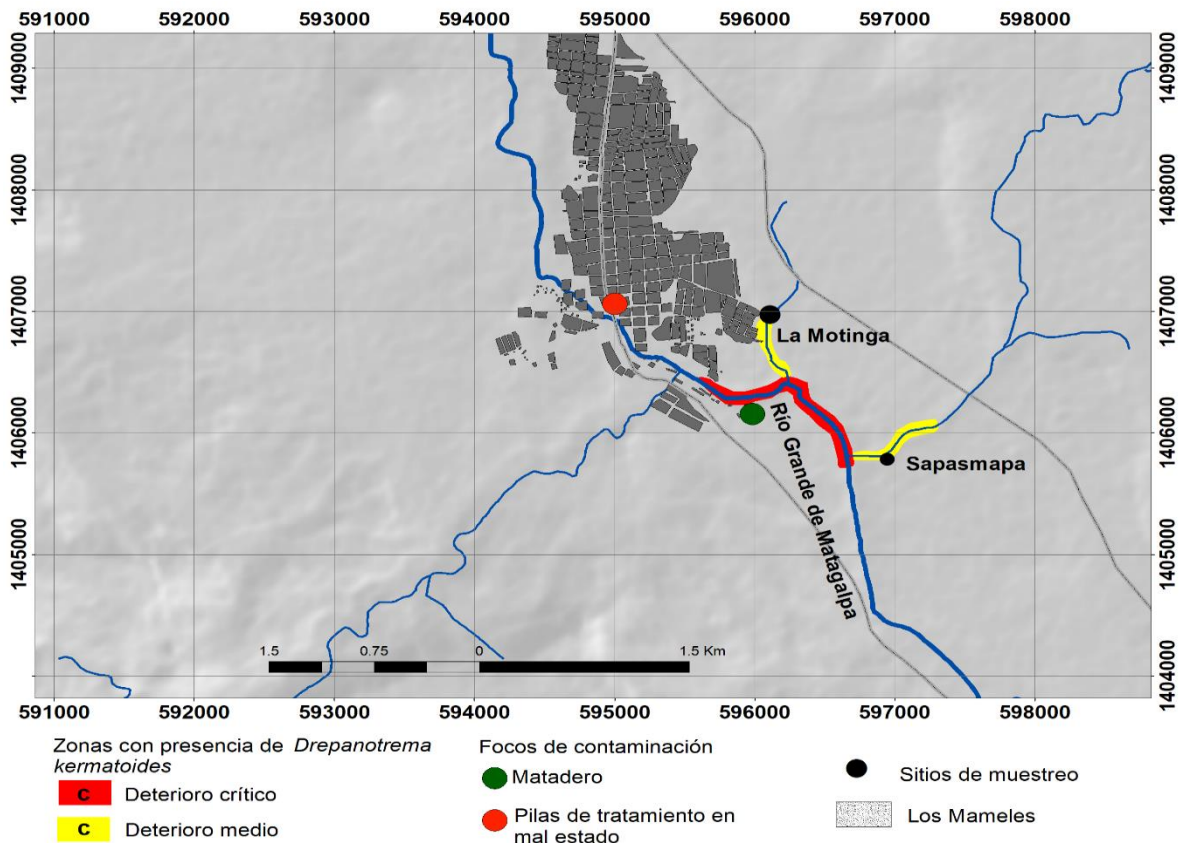 591000 592000 593000 594000 595000 596000 597000 598000
1409000 1409000
1408000 1408000
1407000 1407000
La Motinga
1406000 1406000
Río Grande de Matagalpa
Sapasmapa
1405000 1405000
1.5 0.75 0 1.5 Km
1404000 1404000
591000 592000 593000 594000 595000 596000 597000 598000
Zonas con presencia de Drepanotrema
kermatoides
C Deterioro crítico
C Deterioro medio
Focos de contaminación
Matadero
Pilas de tratamiento en
mal estado
Sitios de muestreo
Los Mameles